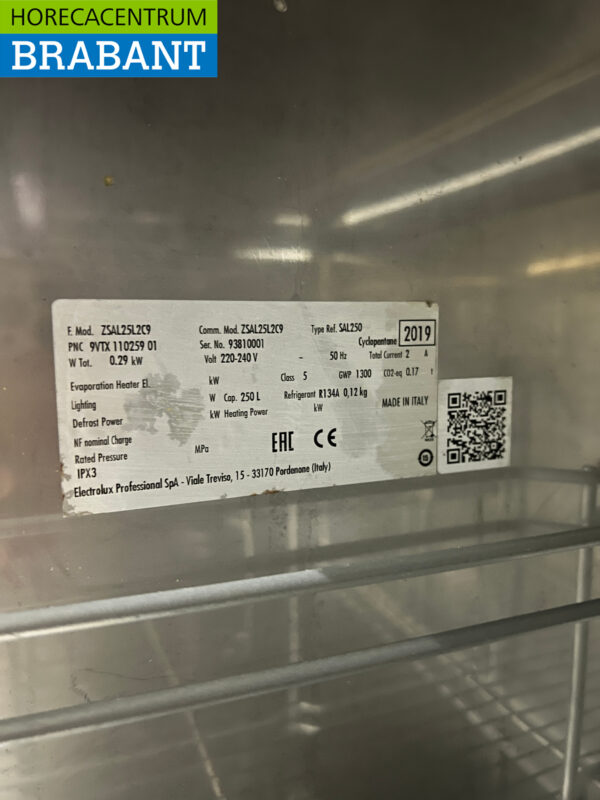 HORECACENTRUM
BRABANT
F. Mod. ZSAL25L2C9 Comm. Mod. ZSAL25L2C9 Type Ref. SAL250
PNC 9VTX 110259 01 Ser. No. 93810001 Cyclopentane 2019
W Tot. 0.29 kW Volt 220-240 V ~ 50 Hz Total Current 2 A
Evaporation Heater El. kW Class 5 GWP 1300 CO2-eq 0.17 t
Lighting W Cap. 250 L Refrigerant R134A 0,12 kg
Defrost Power kW Heating Power kW MADE IN ITALY
NF nominal Charge
Rated Pressure MPa EAC CE
IPX3
Electrolux Professional SpA - Viale Treviso, 15 - 33170 Pordenone (Italy)